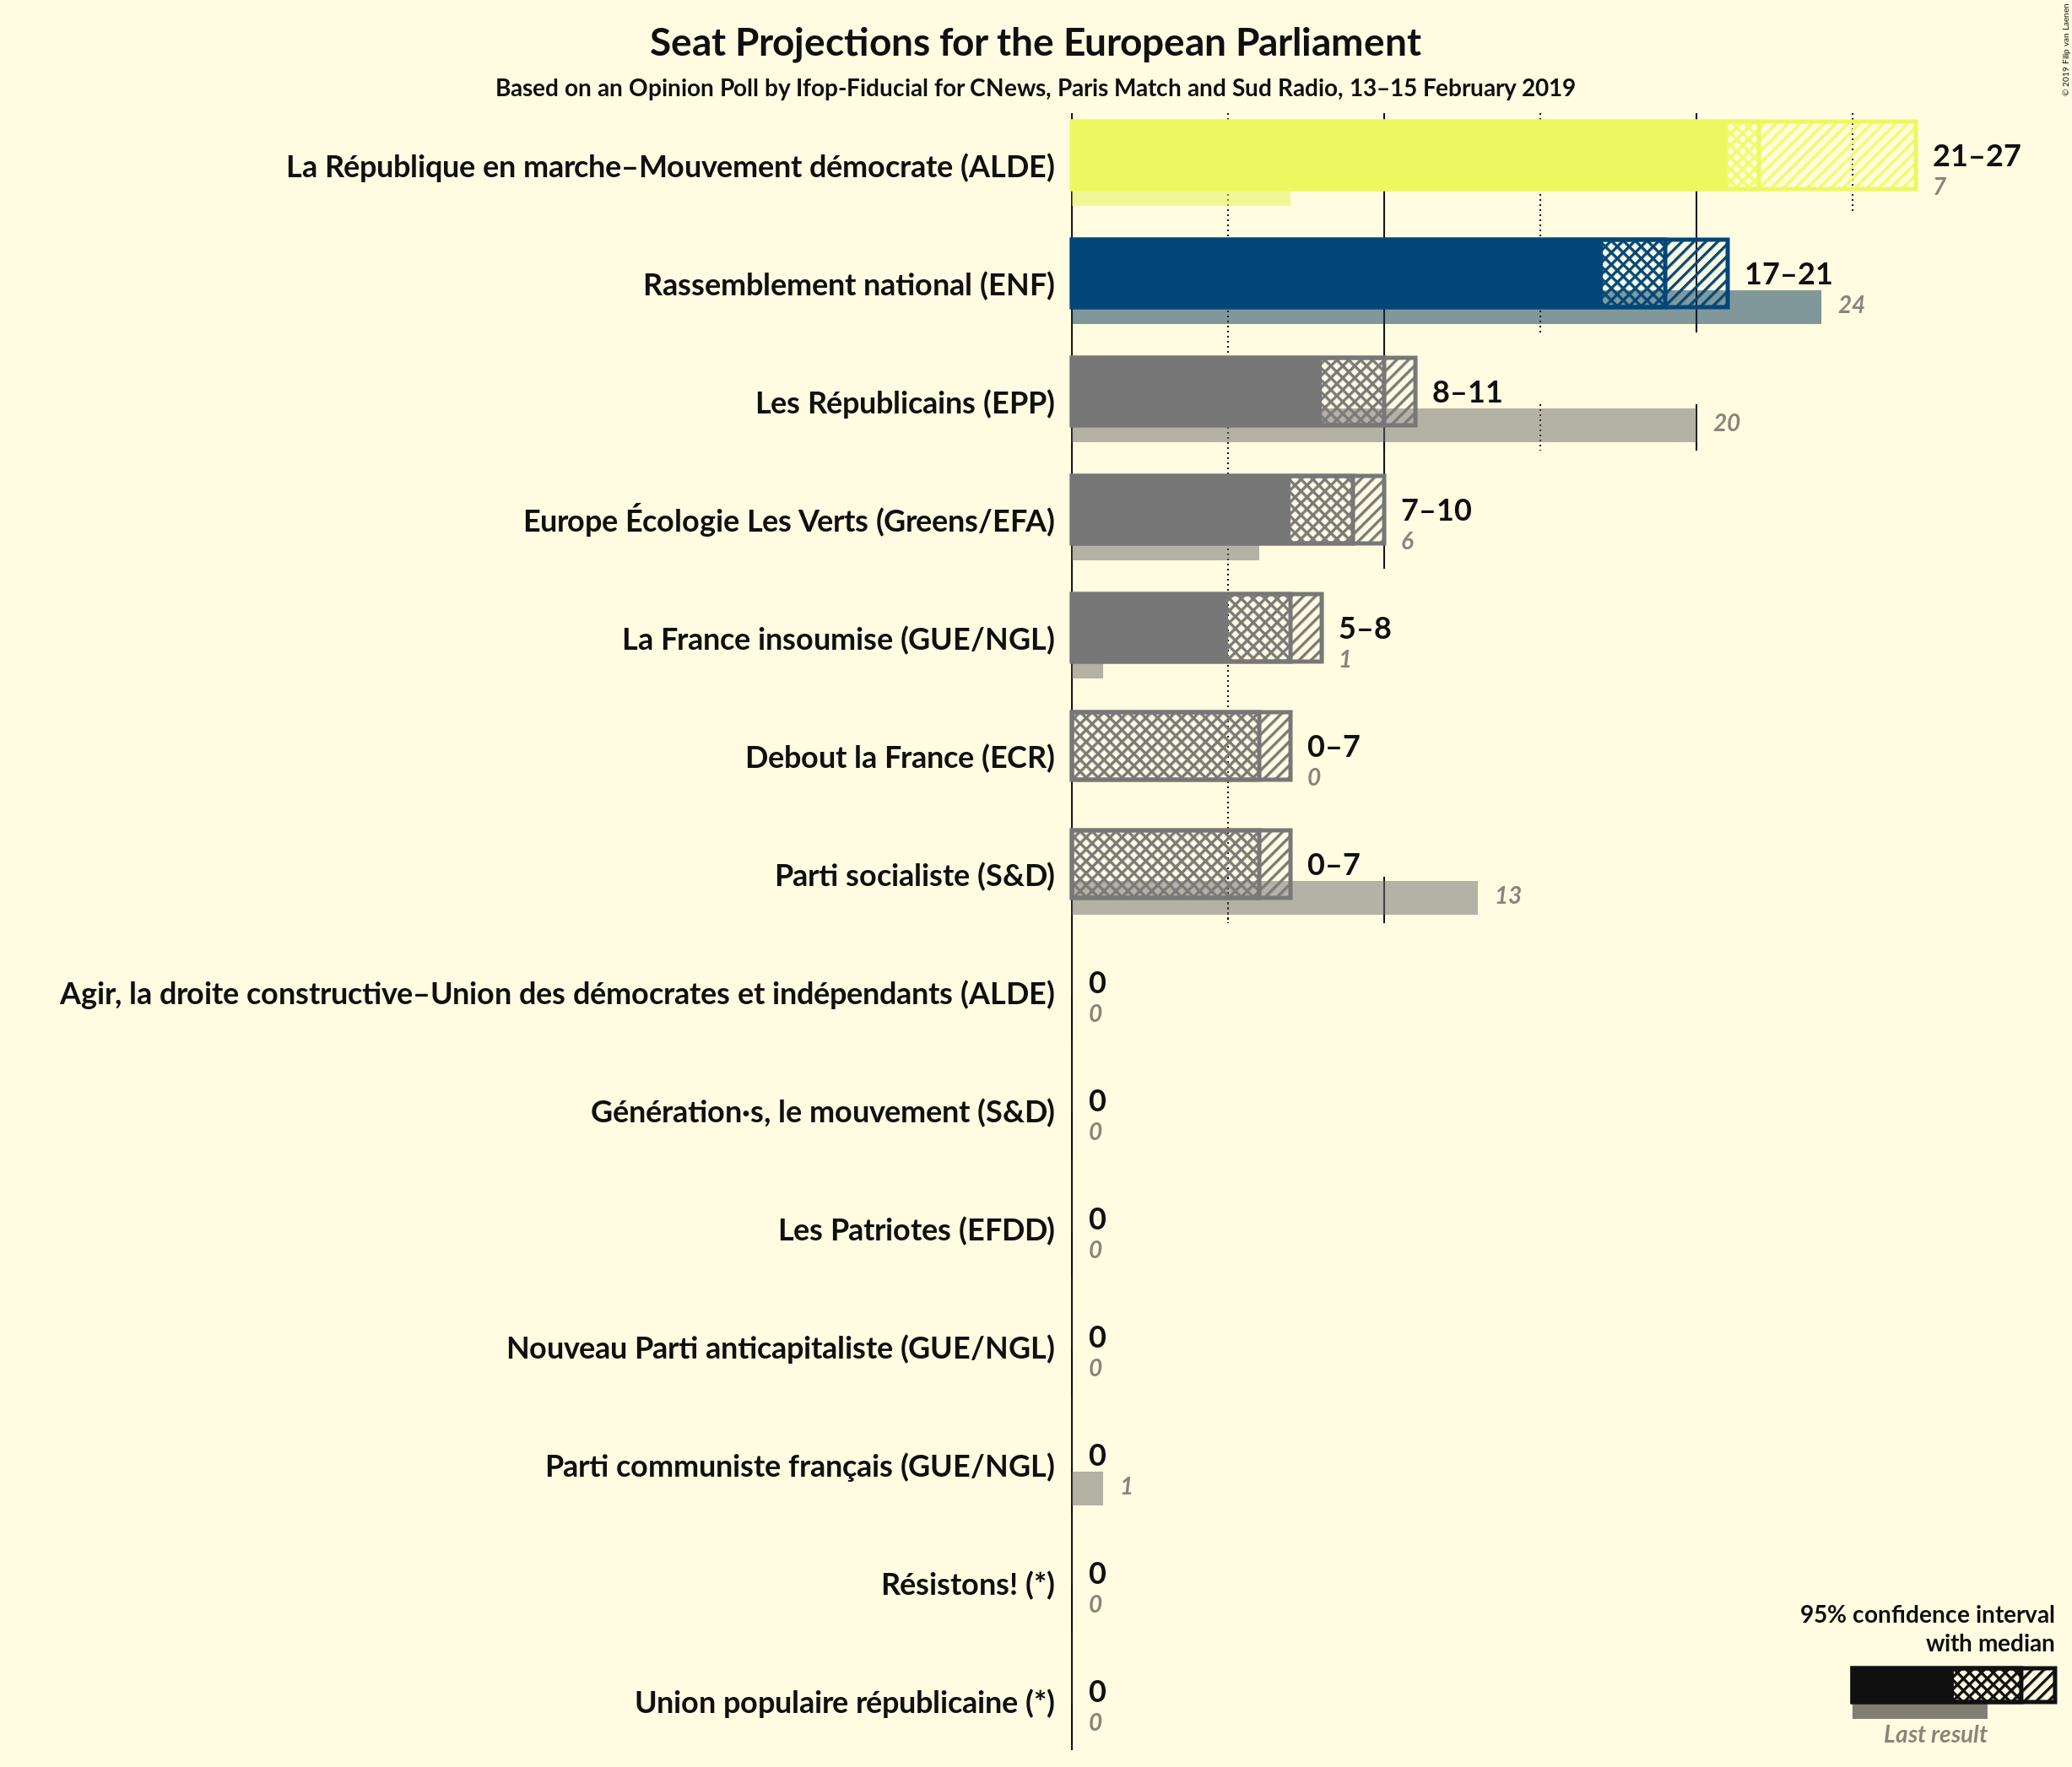 Seat Projections for the European Parliament
Based on an Opinion Poll by Ifop-Fiducial for CNews, Paris Match and Sud Radio, 13–15 February 2019
© 2019 Filip van Laenen
La République en marche–Mouvement démocrate (ALDE)
21–27
7
Rassemblement national (ENF)
17–21
24
Les Républicains (EPP)
8–11
20
Europe Écologie Les Verts (Greens/EFA)
7–10
6
La France insoumise (GUE/NGL)
5–8
1
Debout la France (ECR)
0–7
0
Parti socialiste (S&D)
0–7
13
Agir, la droite constructive–Union des démocrates et indépendants (ALDE)
0
0
Génération·s, le mouvement (S&D)
0
0
Les Patriotes (EFDD)
0
0
Nouveau Parti anticapitaliste (GUE/NGL)
0
0
Parti communiste français (GUE/NGL)
0
1
Résistons! (*)
0
0
Union populaire républicaine (*)
0
0
95% confidence interval
with median
Last result